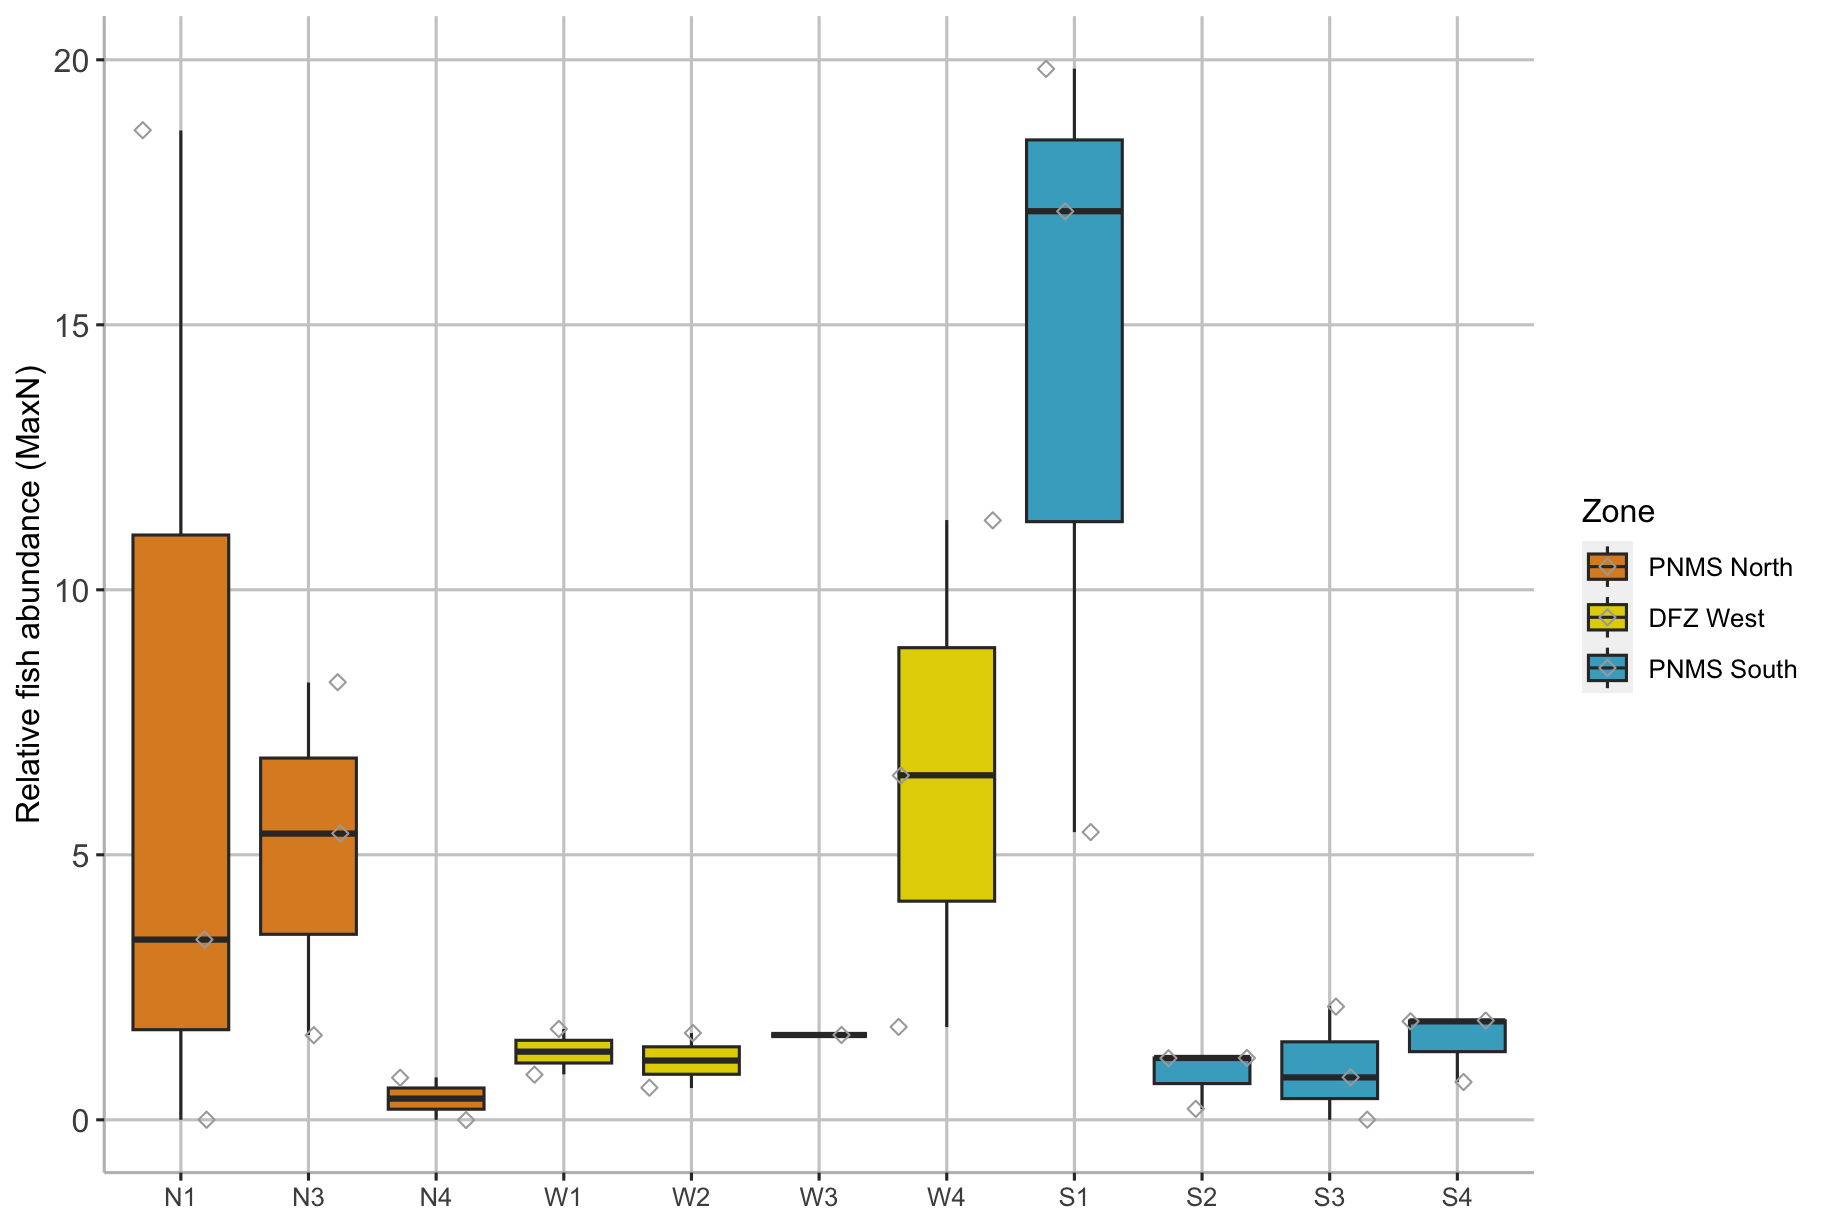 20
15
10
5
0
Relative fish abundance (MaxN)
N1 N3 N4 W1 W2 W3 W4 S1 S2 S3 S4
Zone
PNMS North
DFZ West
PNMS South